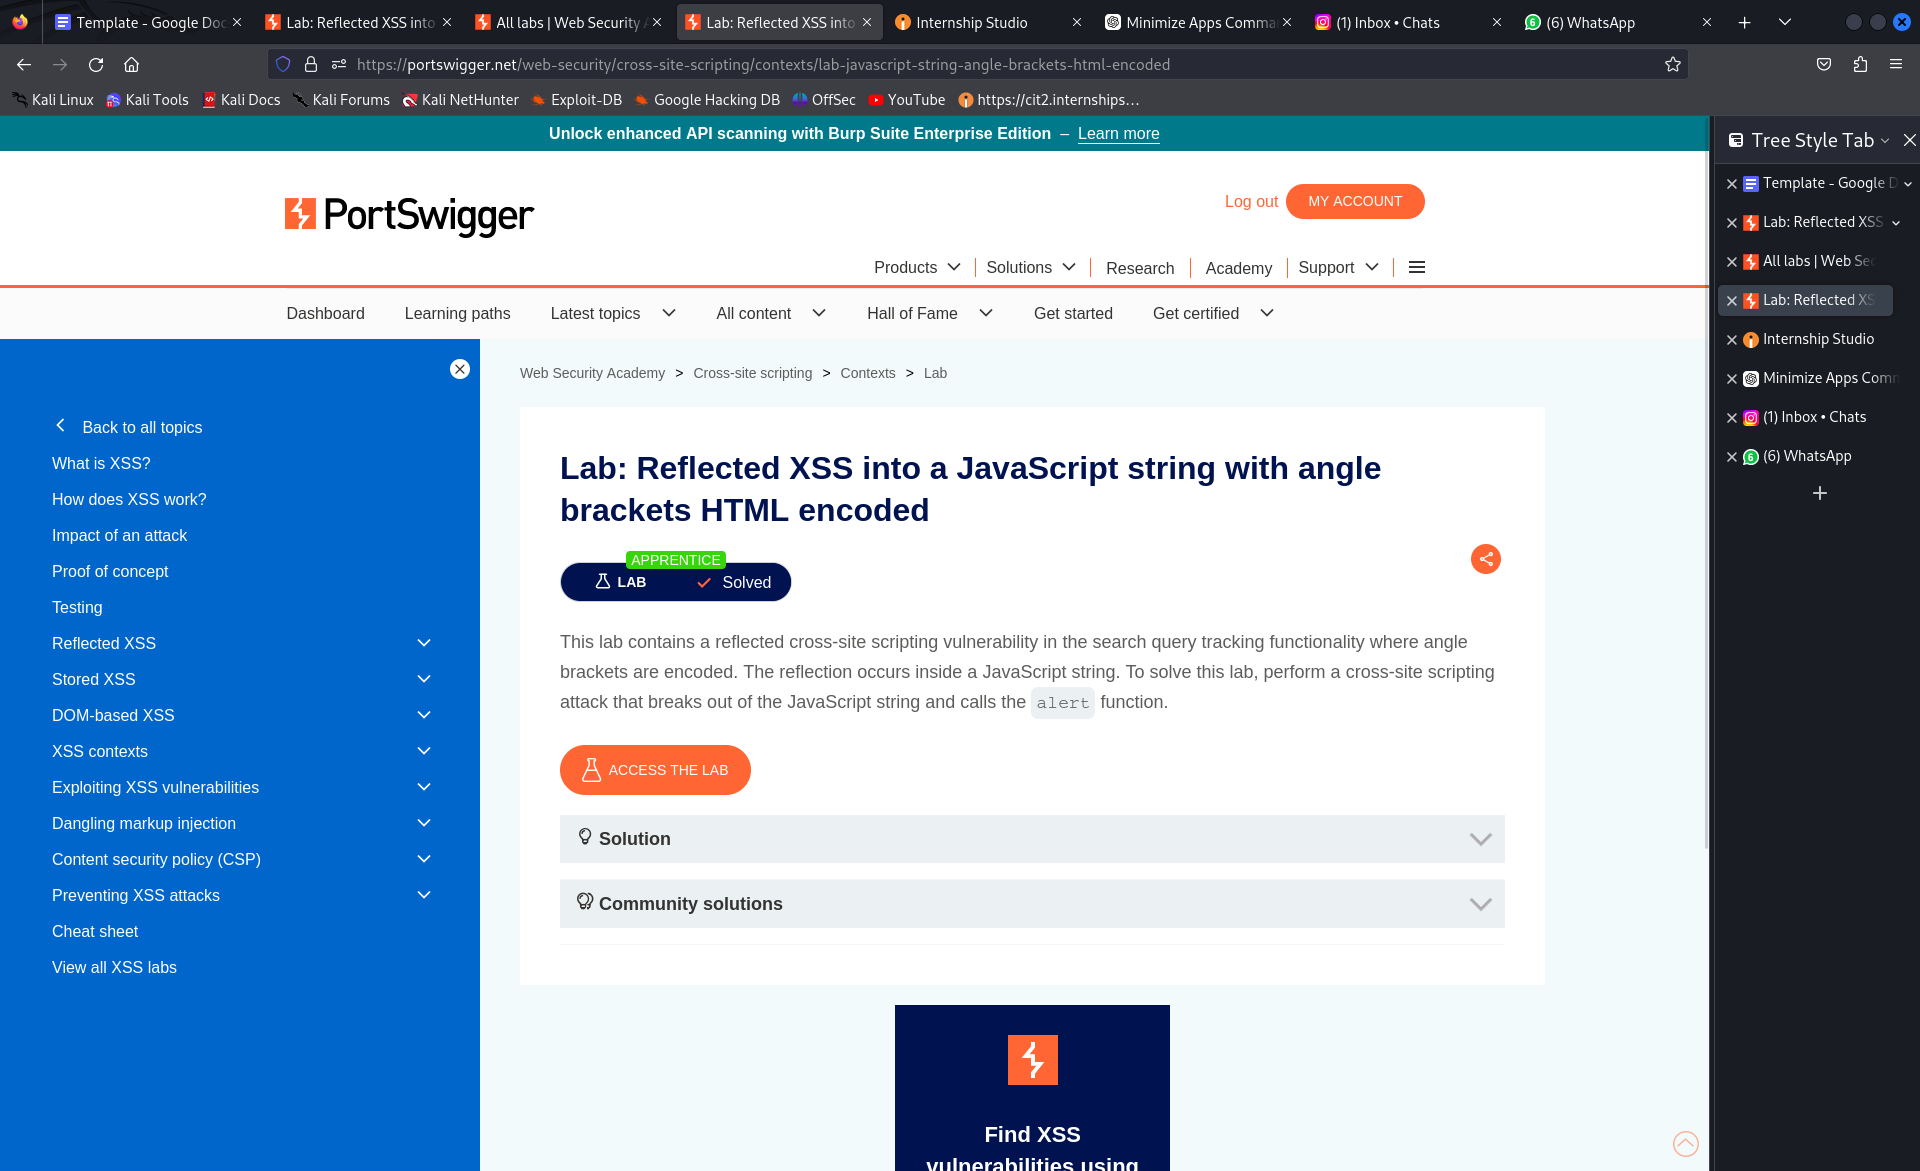 Template - Google Doc
Lab: Reflected XSS into
All labs | Web Security A
Lab: Reflected XSS into
Internship Studio
Minimize Apps Comma
(1) Inbox • Chats
(6) WhatsApp
https://portswigger.net/web-security/cross-site-scripting/contexts/lab-javascript-string-angle-brackets-html-encoded
Kali Linux
Kali Tools
Kali Docs
Kali Forums
Kali NetHunter
Exploit-DB
Google Hacking DB
OffSec
YouTube
https://cit2.internships…
Unlock enhanced API scanning with Burp Suite Enterprise Edition – Learn more
PortSwigger
Log out
MY ACCOUNT
Products
Solutions
Research
Academy
Support
Dashboard
Learning paths
Latest topics
All content
Hall of Fame
Get started
Get certified
Back to all topics
What is XSS?
How does XSS work?
Impact of an attack
Proof of concept
Testing
Reflected XSS
Stored XSS
DOM-based XSS
XSS contexts
Exploiting XSS vulnerabilities
Dangling markup injection
Content security policy (CSP)
Preventing XSS attacks
Cheat sheet
View all XSS labs
Web Security Academy > Cross-site scripting > Contexts > Lab
Lab: Reflected XSS into a JavaScript string with angle
brackets HTML encoded
APPRENTICE
LAB
Solved
This lab contains a reflected cross-site scripting vulnerability in the search query tracking functionality where angle
brackets are encoded. The reflection occurs inside a JavaScript string. To solve this lab, perform a cross-site scripting
attack that breaks out of the JavaScript string and calls the alert function.
ACCESS THE LAB
Solution
Community solutions
Find XSS
vulnerabilities using
Tree Style Tab
Template - Google D
Lab: Reflected XSS
All labs | Web Sec
Lab: Reflected XS
Internship Studio
Minimize Apps Comm
(1) Inbox • Chats
(6) WhatsApp